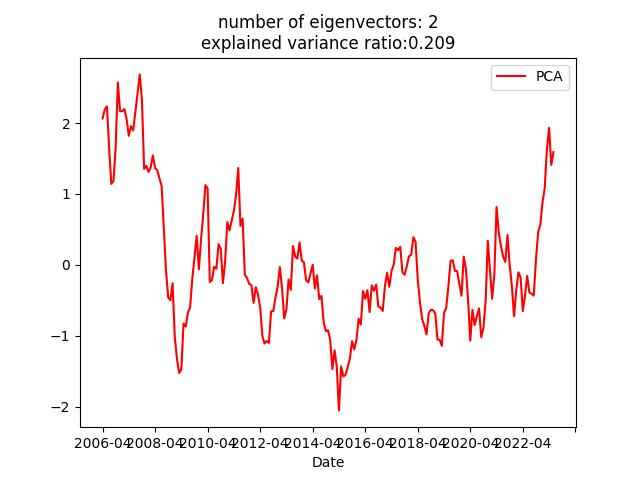 number of eigenvectors: 2
explained variance ratio:0.209
PCA
2
1
0
−1
−2
2006-04 2008-04 2010-04 2012-04 2014-04 2016-04 2018-04 2020-04 2022-04
Date